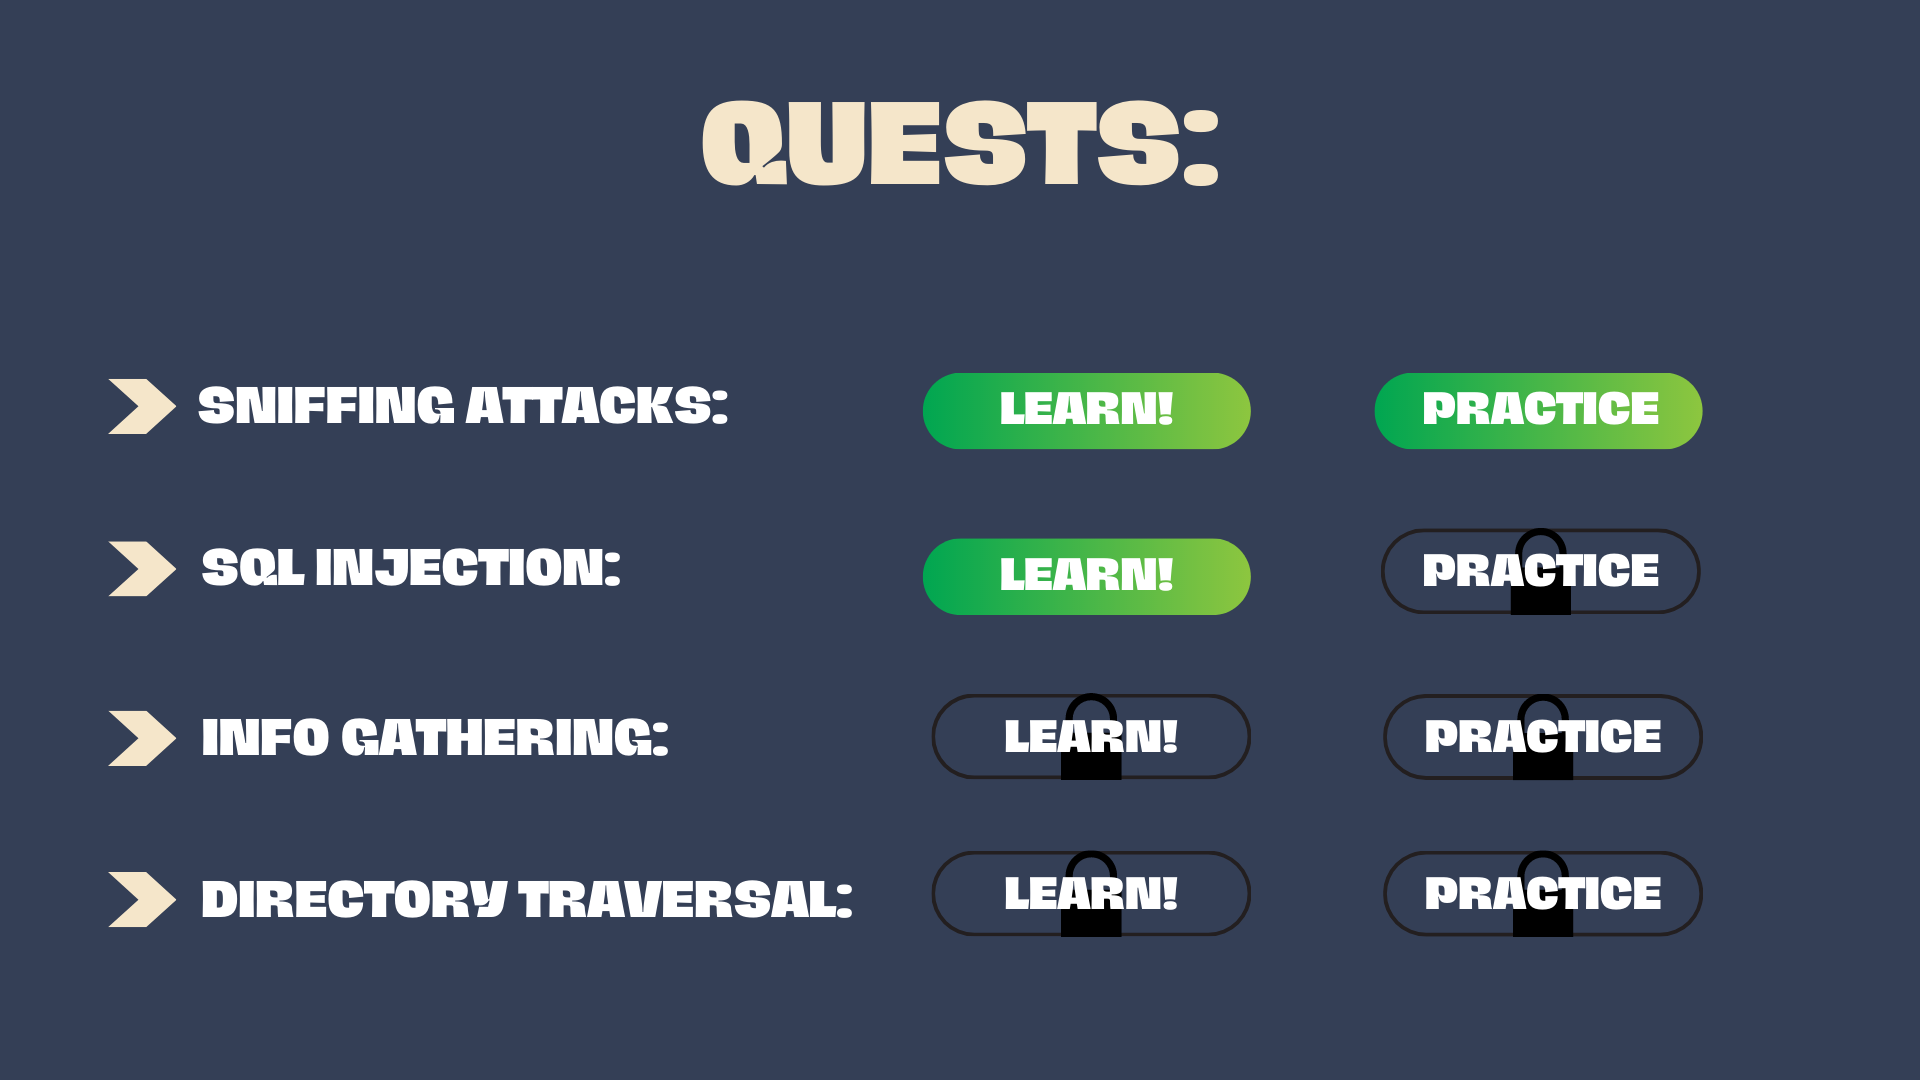 QUESTS:
SNIFFING ATTACKS: LEARN! PRACTICE
SQL INJECTION: LEARN! PRACTICE
INFO GATHERING: LEARN! PRACTICE
DIRECTORY TRAVERSAL: LEARN! PRACTICE